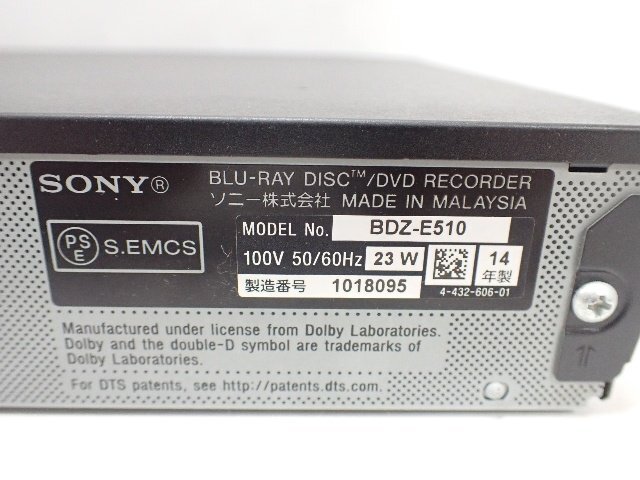 SONY®
BLU-RAY DISC™/DVD RECORDER
ソニー株式会社 MADE IN MALAYSIA
PSE S.EMCS
MODEL No. BDZ-E510
100V 50/60Hz 23 W 14年製
製造番号 1018095 4-432-606-01
Manufactured under license from Dolby Laboratories.
Dolby and the double-D symbol are trademarks of
Dolby Laboratories.
For DTS patents, see http://patents.dts.com.